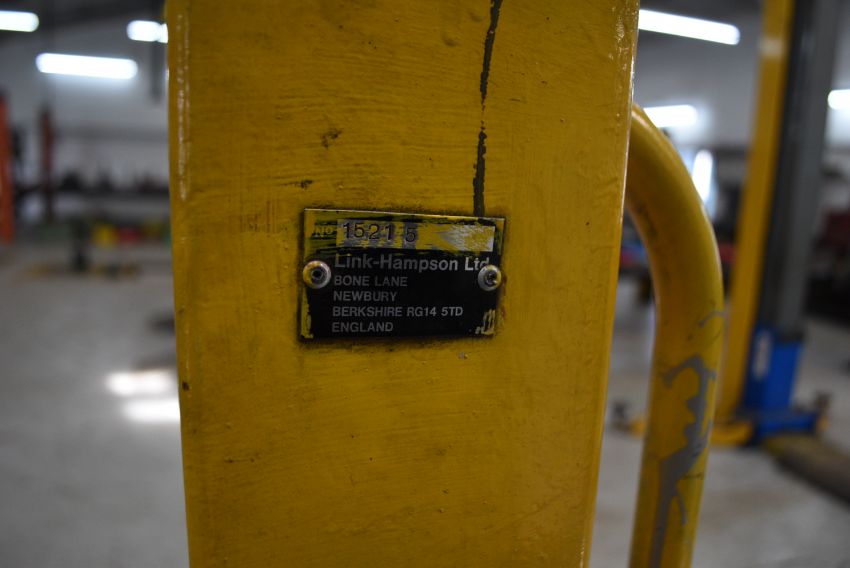 No 15215
Link-Hampson Ltd
BONE LANE
NEWBURY
BERKSHIRE RG14 5TD
ENGLAND